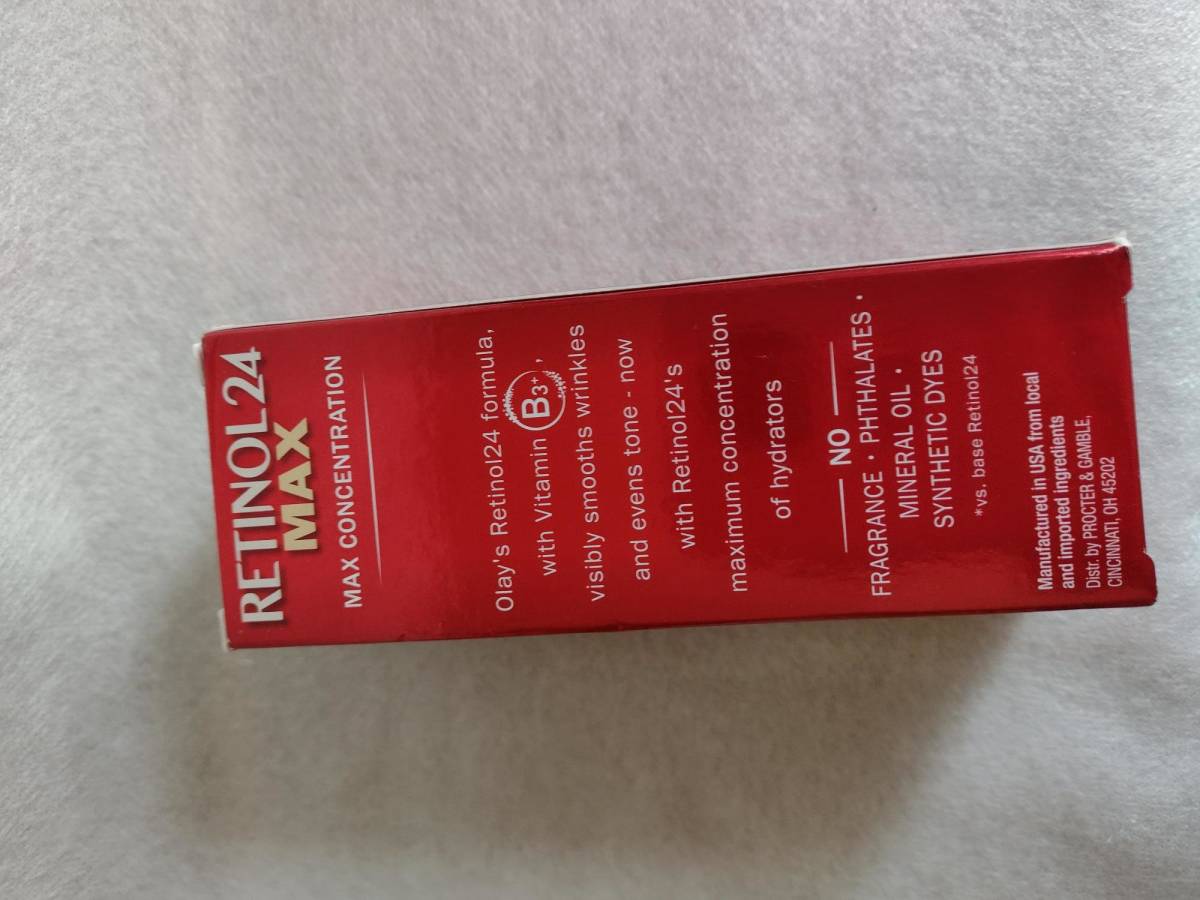 RETINOL24
MAX
MAX CONCENTRATION
Olay's Retinol24 formula,
with Vitamin B3+,
visibly smooths wrinkles
and evens tone - now
with Retinol24's
maximum concentration
of hydrators
NO
FRAGRANCE • PHTHALATES •
MINERAL OIL •
SYNTHETIC DYES
*vs. base Retinol24
Manufactured in USA from local
and imported ingredients
Distr. by PROCTER & GAMBLE,
CINCINNATI, OH 45202